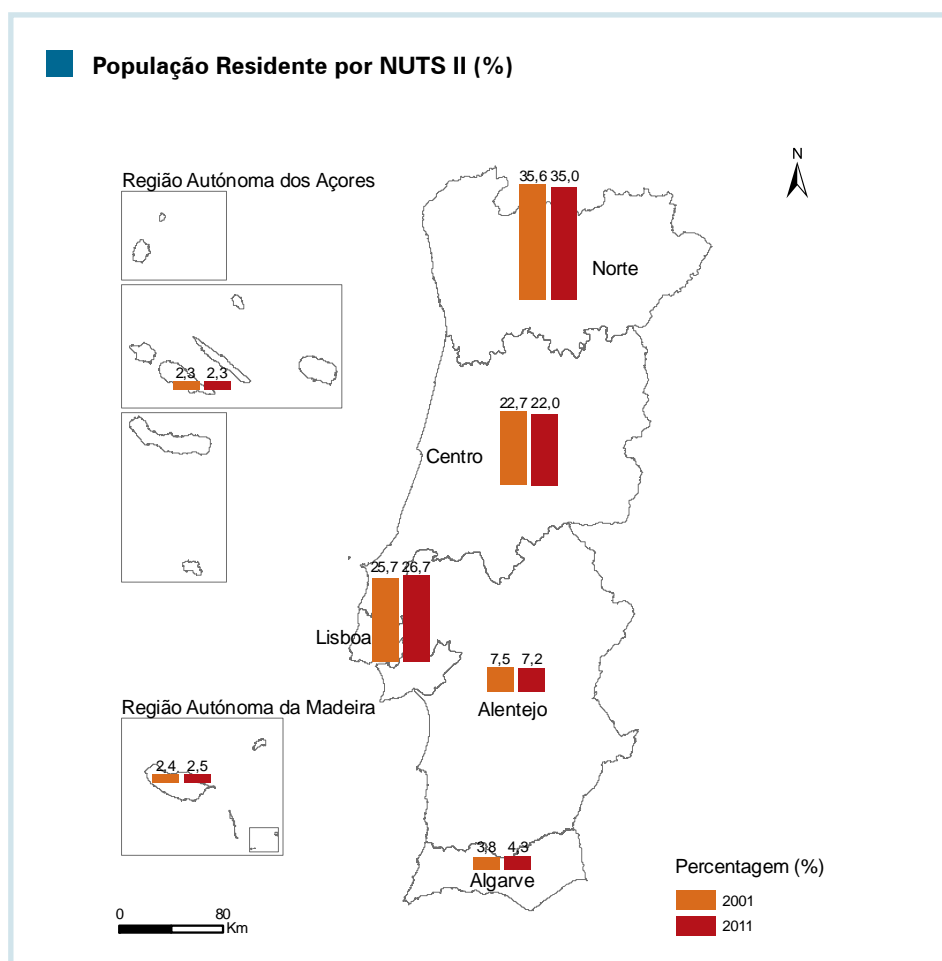 População Residente por NUTS II (%)
N
Região Autónoma dos Açores
35,6 35,0
Norte
2,3 2,3
22,7 22,0
Centro
25,7 26,7
Lisboa
7,5 7,2
Alentejo
Região Autónoma da Madeira
2,4 2,5
3,8 4,3
Algarve
Percentagem (%)
2001
2011
0 80
Km